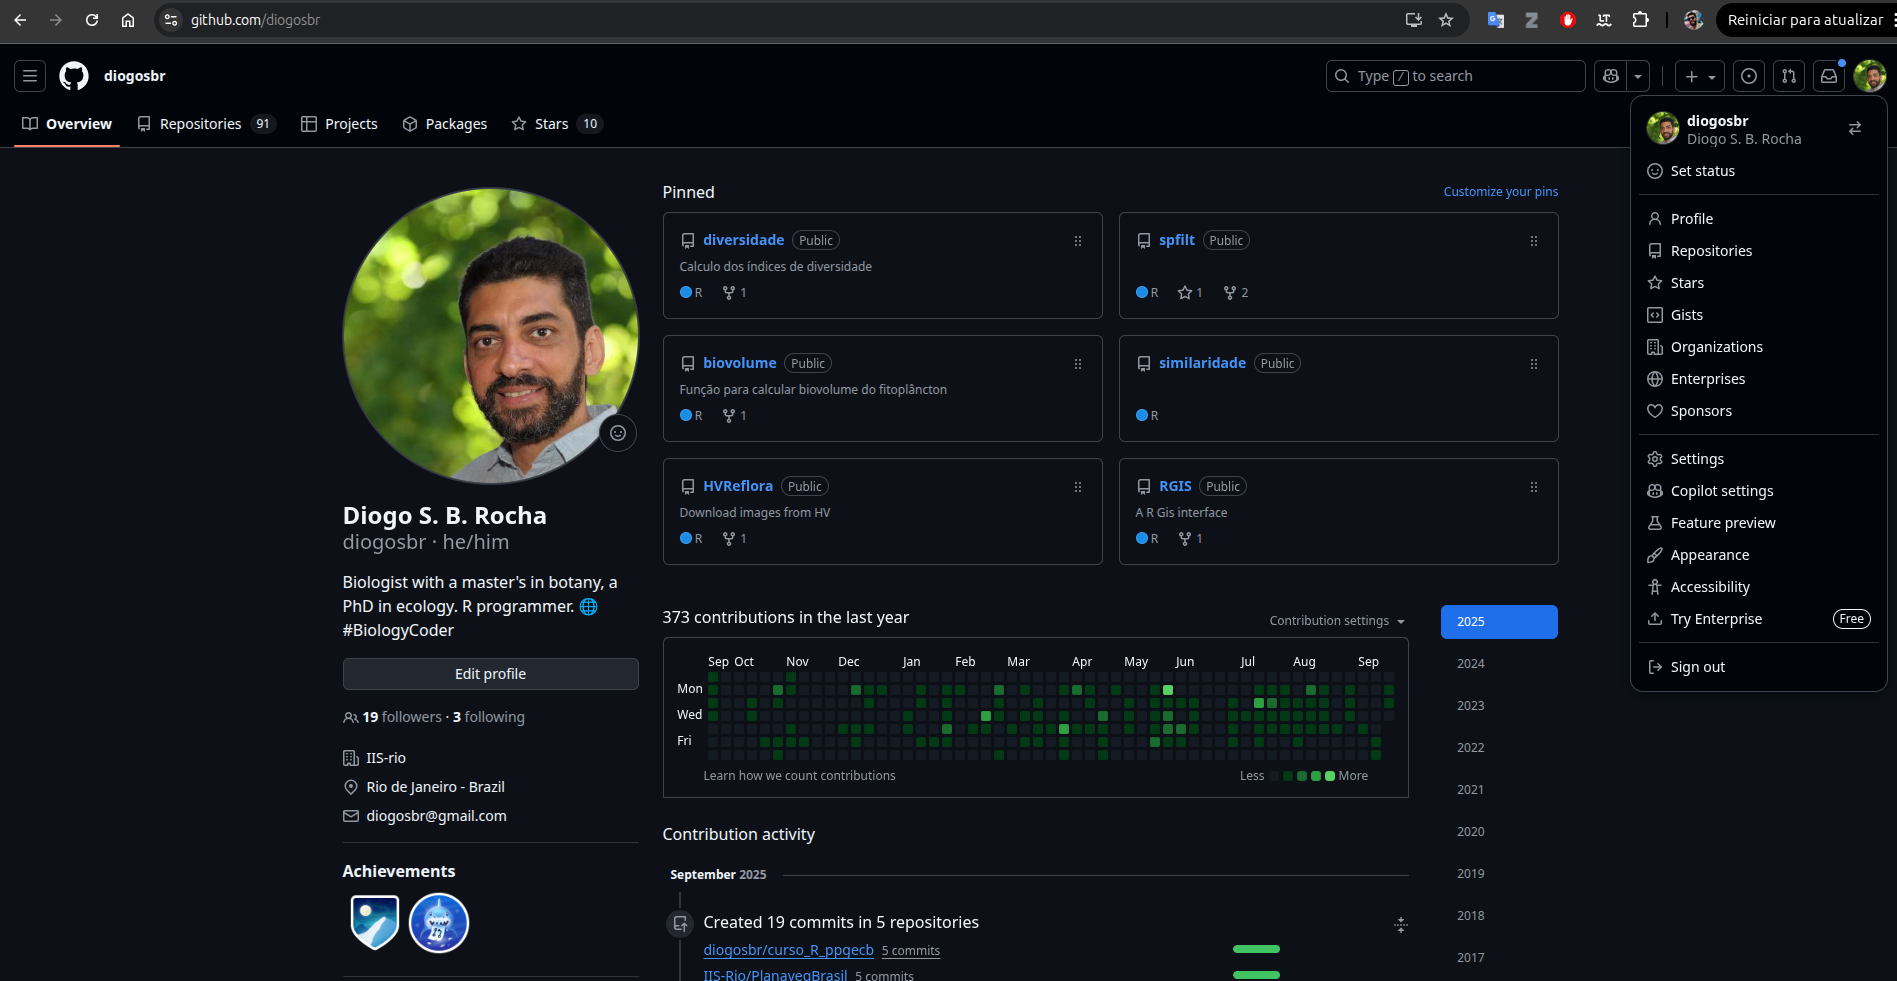 github.com/diogosbr
Reiniciar para atualizar
diogosbr
Type / to search
Overview
Repositories 91
Projects
Packages
Stars 10
Diogo S. B. Rocha
diogosbr · he/him
Biologist with a master's in botany, a
PhD in ecology. R programmer. 🌐
#BiologyCoder
Edit profile
19 followers · 3 following
IIS-rio
Rio de Janeiro - Brazil
diogosbr@gmail.com
Achievements
Pinned
Customize your pins
diversidade Public
Calculo dos índices de diversidade
R 1
spfilt Public
R 1 2
biovolume Public
Função para calcular biovolume do fitoplâncton
R 1
similaridade Public
R
HVReflora Public
Download images from HV
R 1
RGIS Public
A R Gis interface
R 1
373 contributions in the last year
Contribution settings
Sep Oct Nov Dec Jan Feb Mar Apr May Jun Jul Aug Sep
Mon
Wed
Fri
Learn how we count contributions
Less More
2025
2024
2023
2022
2021
2020
2019
2018
2017
Contribution activity
September 2025
Created 19 commits in 5 repositories
diogosbr/curso_R_ppgecb 5 commits
IIS-Rio/PlanavegBrasil 5 commits
diogosbr
Diogo S. B. Rocha
Set status
Profile
Repositories
Stars
Gists
Organizations
Enterprises
Sponsors
Settings
Copilot settings
Feature preview
Appearance
Accessibility
Try Enterprise Free
Sign out